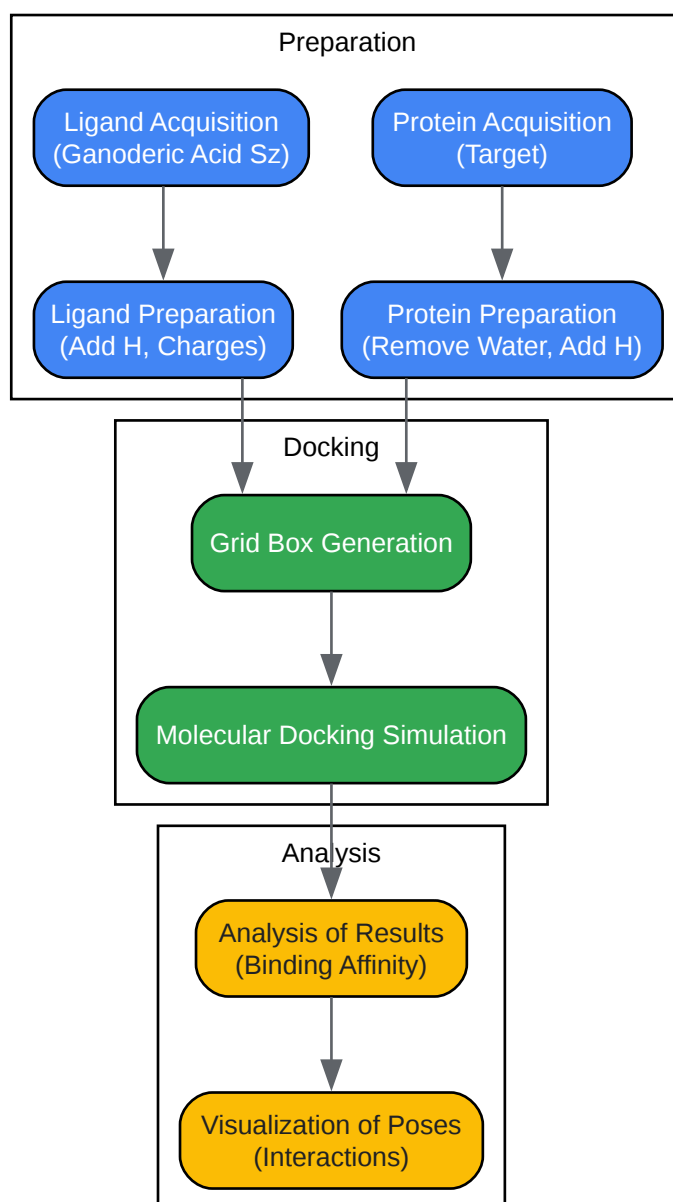 Preparation
Ligand Acquisition
(Ganoderic Acid Sz)
Protein Acquisition
(Target)
Ligand Preparation
(Add H, Charges)
Protein Preparation
(Remove Water, Add H)
Docking
Grid Box Generation
Molecular Docking Simulation
Analysis
Analysis of Results
(Binding Affinity)
Visualization of Poses
(Interactions)